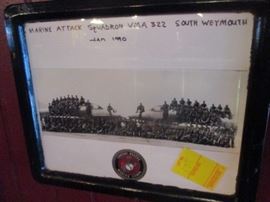 MARINE ATTACK SQUADRON VMA 322 SOUTH WEYMOUTH
JAN 1990